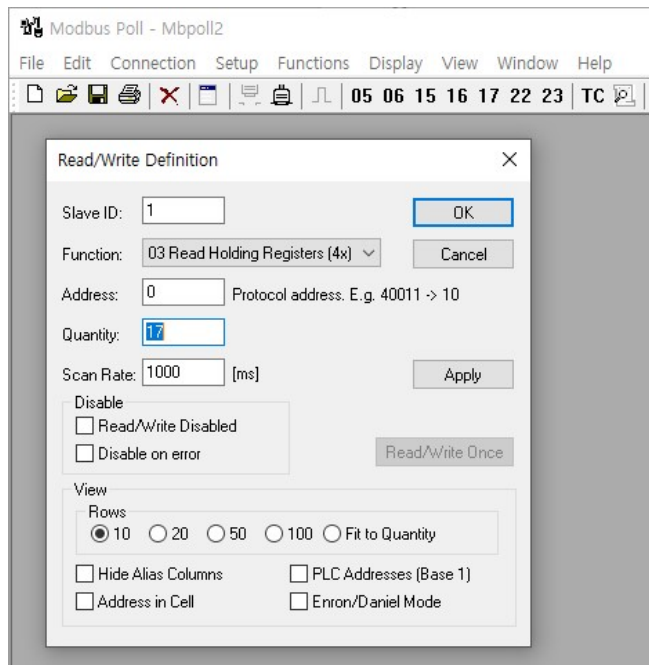 Modbus Poll - Mbpoll2
File Edit Connection Setup Functions Display View Window Help
05 06 15 16 17 22 23 TC
Read/Write Definition
Slave ID: 1 OK
Function: 03 Read Holding Registers (4x) Cancel
Address: 0 Protocol address. E.g. 40011 -> 10
Quantity: 17
Scan Rate: 1000 [ms] Apply
Disable
Read/Write Disabled
Disable on error Read/Write Once
View
Rows
10 20 50 100 Fit to Quantity
Hide Alias Columns PLC Addresses (Base 1)
Address in Cell Enron/Daniel Mode